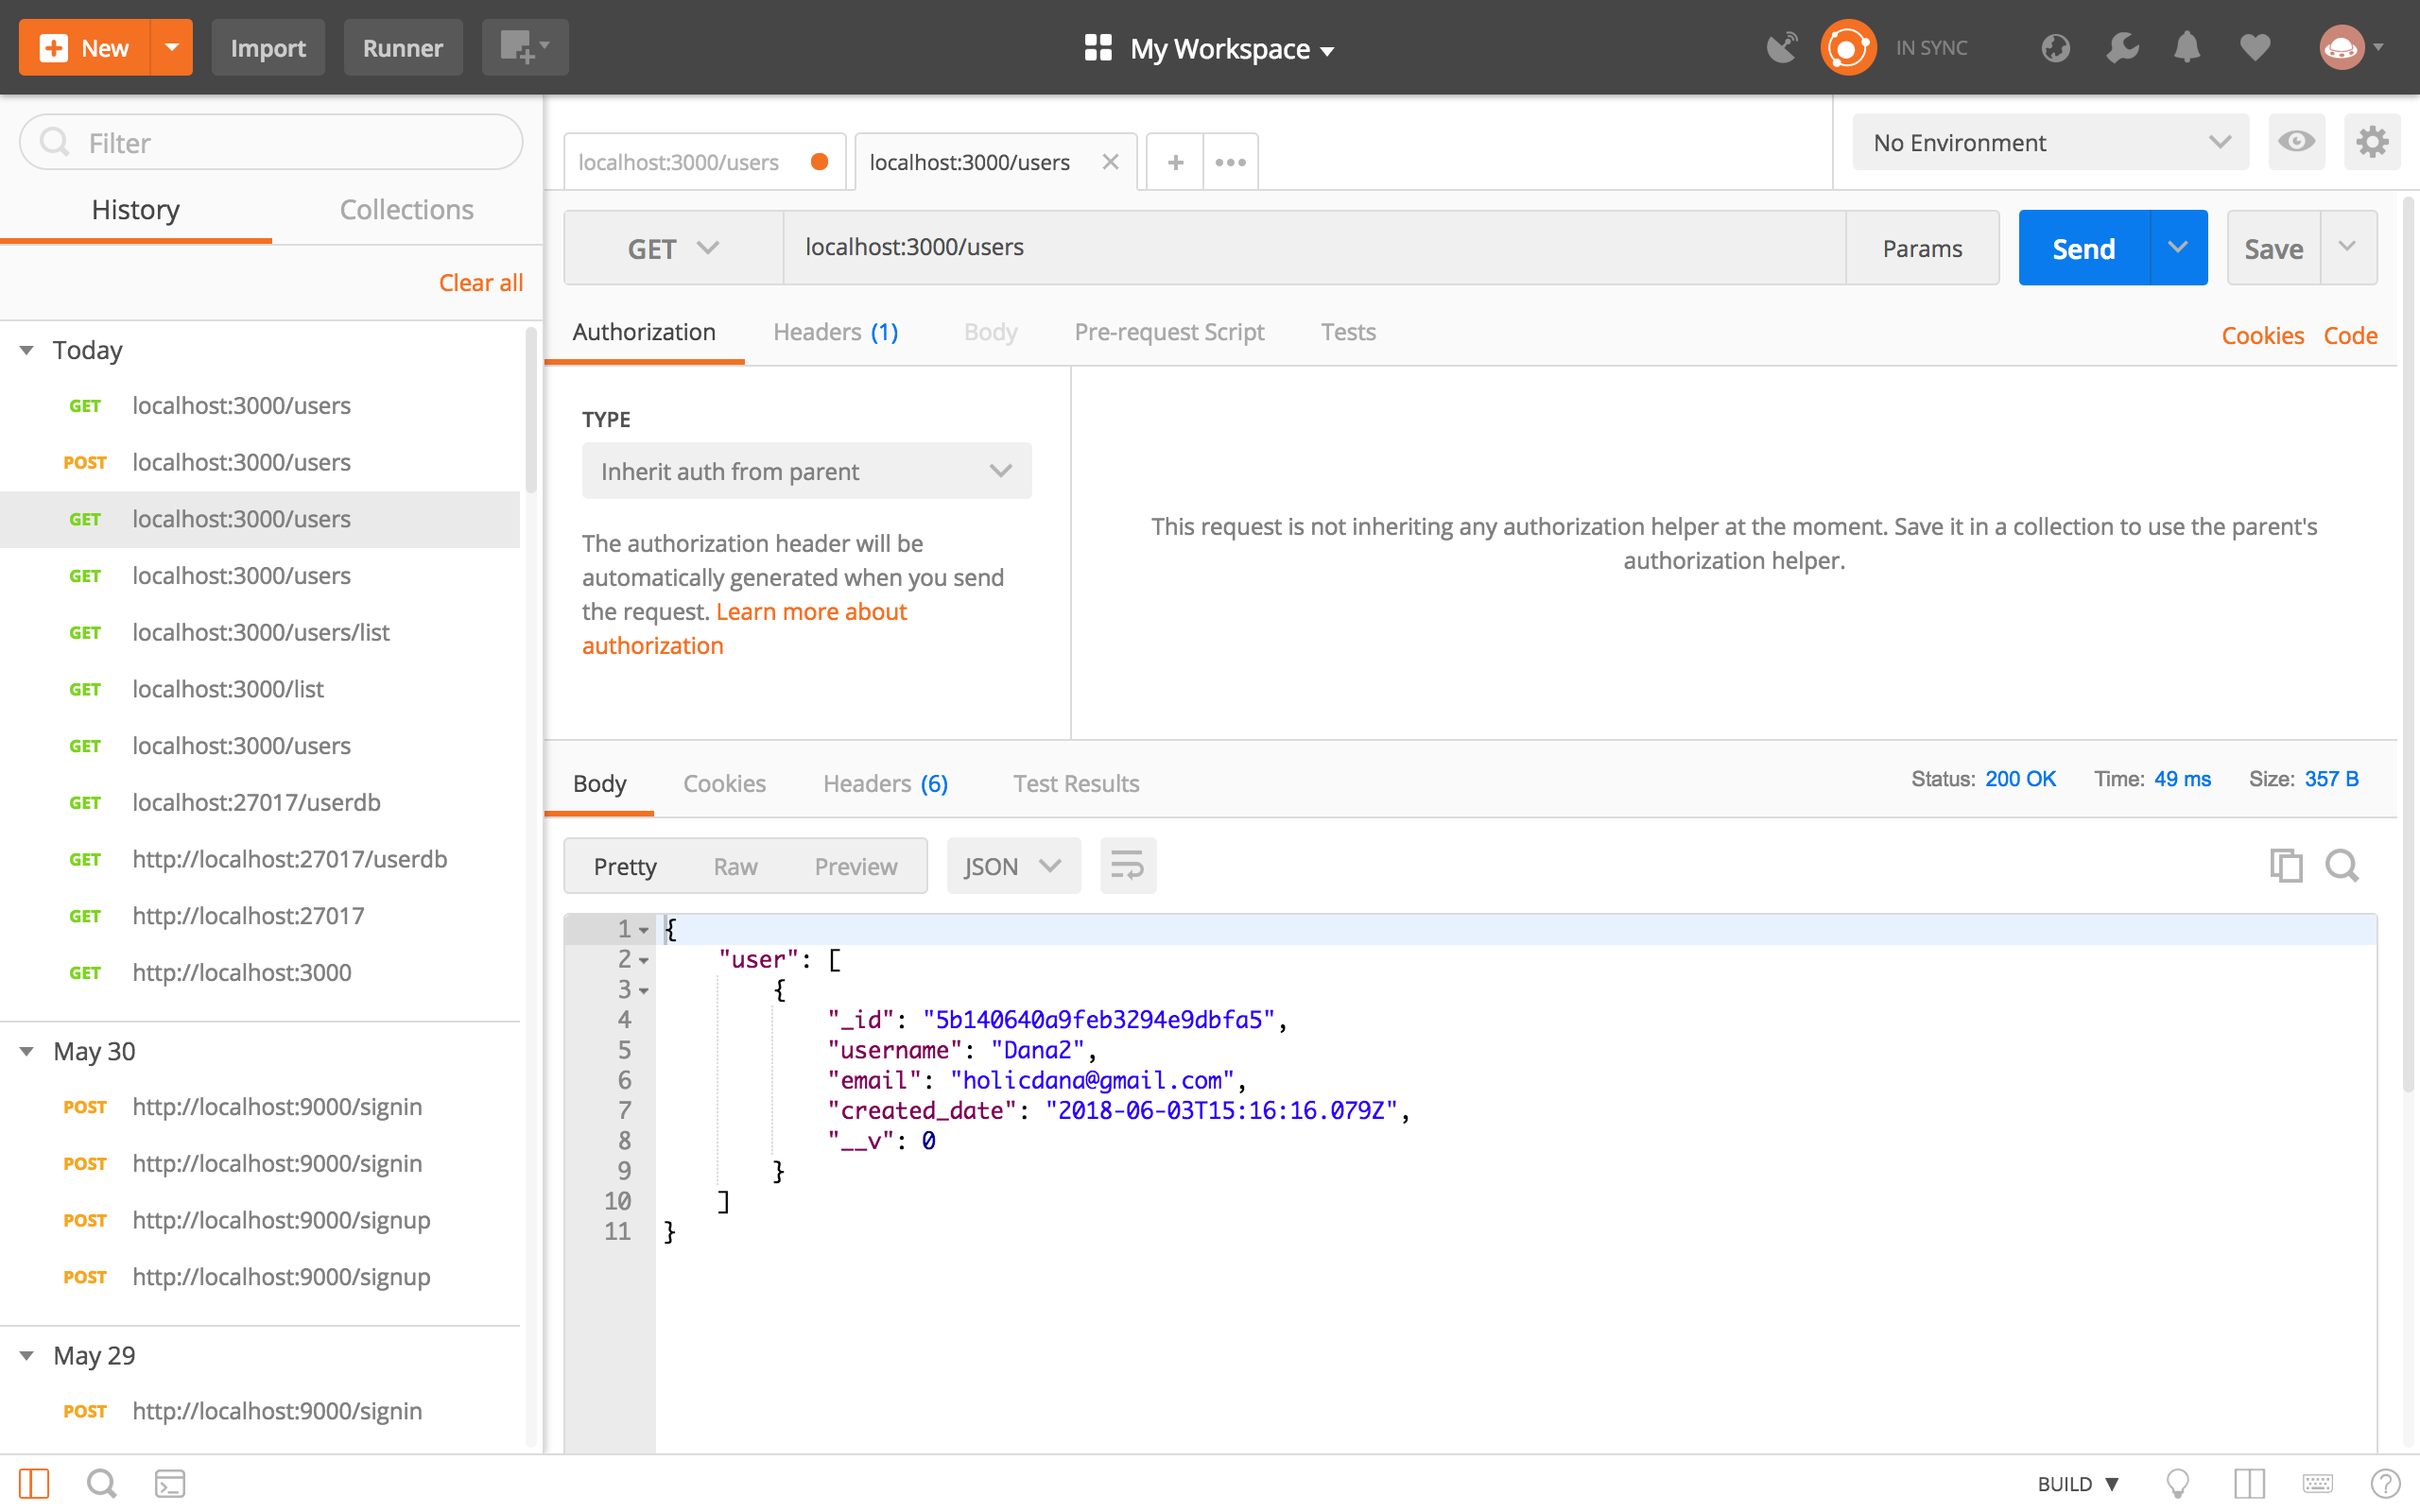 New
Import
Runner
My Workspace
IN SYNC
Filter
History
Collections
Clear all
Today
GET localhost:3000/users
POST localhost:3000/users
GET localhost:3000/users
GET localhost:3000/users
GET localhost:3000/users/list
GET localhost:3000/list
GET localhost:3000/users
GET localhost:27017/userdb
GET http://localhost:27017/userdb
GET http://localhost:27017
GET http://localhost:3000
May 30
POST http://localhost:9000/signin
POST http://localhost:9000/signin
POST http://localhost:9000/signup
POST http://localhost:9000/signup
May 29
POST http://localhost:9000/signin
localhost:3000/users
localhost:3000/users
No Environment
GET localhost:3000/users Params Send Save
Authorization Headers (1) Body Pre-request Script Tests Cookies Code
TYPE
Inherit auth from parent
The authorization header will be
automatically generated when you send
the request. Learn more about
authorization
This request is not inheriting any authorization helper at the moment. Save it in a collection to use the parent's
authorization helper.
Body Cookies Headers (6) Test Results Status: 200 OK Time: 49 ms Size: 357 B
Pretty Raw Preview JSON
1 {
2 "user": [
3 {
4 "_id": "5b140640a9feb3294e9dbfa5",
5 "username": "Dana2",
6 "email": "holicdana@gmail.com",
7 "created_date": "2018-06-03T15:16:16.079Z",
8 "__v": 0
9 }
10 ]
11 }
BUILD